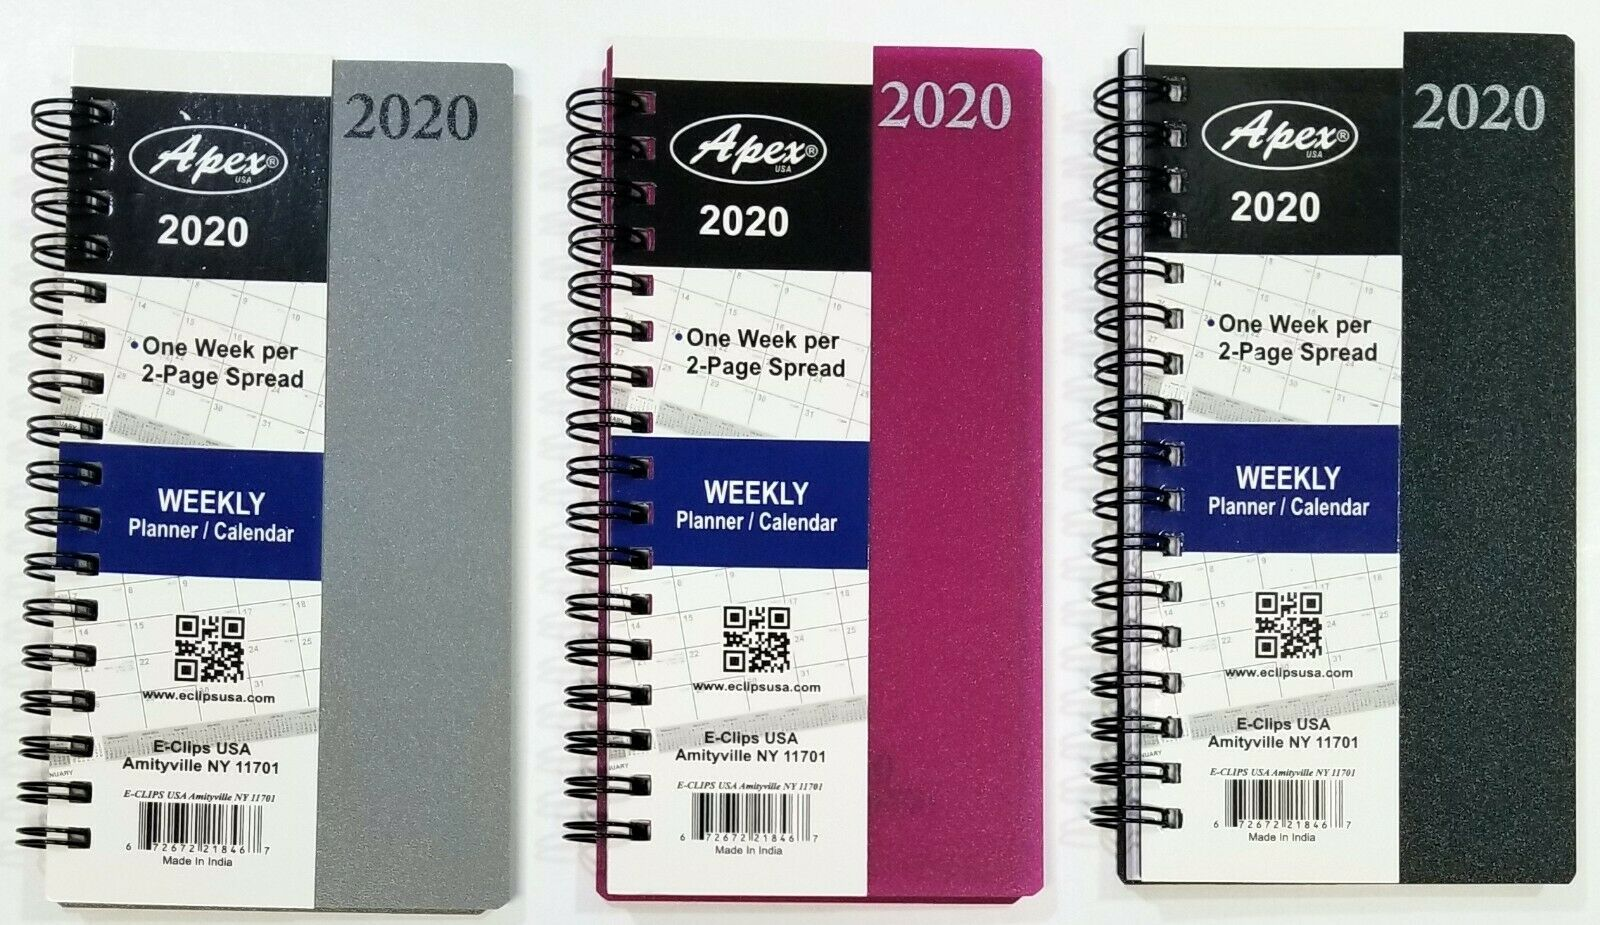 2020
Apex®
USA
2020
• One Week per
2-Page Spread
WEEKLY
Planner / Calendar
www.eclipsusa.com
E-Clips USA
Amityville NY 11701
E-CLIPS USA Amityville NY 11701
6 72672 21846 7
Made In India
2020
Apex®
USA
2020
• One Week per
2-Page Spread
WEEKLY
Planner / Calendar
www.eclipsusa.com
E-Clips USA
Amityville NY 11701
E-CLIPS USA Amityville NY 11701
6 72672 21846 7
Made In India
2020
Apex®
USA
2020
• One Week per
2-Page Spread
WEEKLY
Planner / Calendar
www.eclipsusa.com
E-Clips USA
Amityville NY 11701
E-CLIPS USA Amityville NY 11701
6 72672 21846 7
Made In India